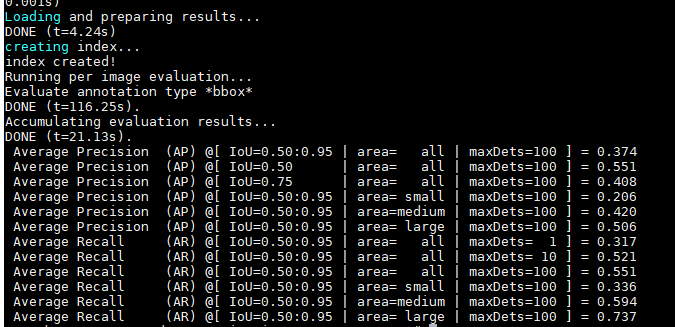 0.001s)
Loading and preparing results...
DONE (t=4.24s)
creating index...
index created!
Running per image evaluation...
Evaluate annotation type *bbox*
DONE (t=116.25s).
Accumulating evaluation results...
DONE (t=21.13s).
Average Precision  (AP) @[ IoU=0.50:0.95 | area=   all | maxDets=100 ] = 0.374
Average Precision  (AP) @[ IoU=0.50      | area=   all | maxDets=100 ] = 0.551
Average Precision  (AP) @[ IoU=0.75      | area=   all | maxDets=100 ] = 0.408
Average Precision  (AP) @[ IoU=0.50:0.95 | area= small | maxDets=100 ] = 0.206
Average Precision  (AP) @[ IoU=0.50:0.95 | area=medium | maxDets=100 ] = 0.420
Average Precision  (AP) @[ IoU=0.50:0.95 | area= large | maxDets=100 ] = 0.506
Average Recall     (AR) @[ IoU=0.50:0.95 | area=   all | maxDets=  1 ] = 0.317
Average Recall     (AR) @[ IoU=0.50:0.95 | area=   all | maxDets= 10 ] = 0.521
Average Recall     (AR) @[ IoU=0.50:0.95 | area=   all | maxDets=100 ] = 0.551
Average Recall     (AR) @[ IoU=0.50:0.95 | area= small | maxDets=100 ] = 0.336
Average Recall     (AR) @[ IoU=0.50:0.95 | area=medium | maxDets=100 ] = 0.594
Average Recall     (AR) @[ IoU=0.50:0.95 | area= large | maxDets=100 ] = 0.737